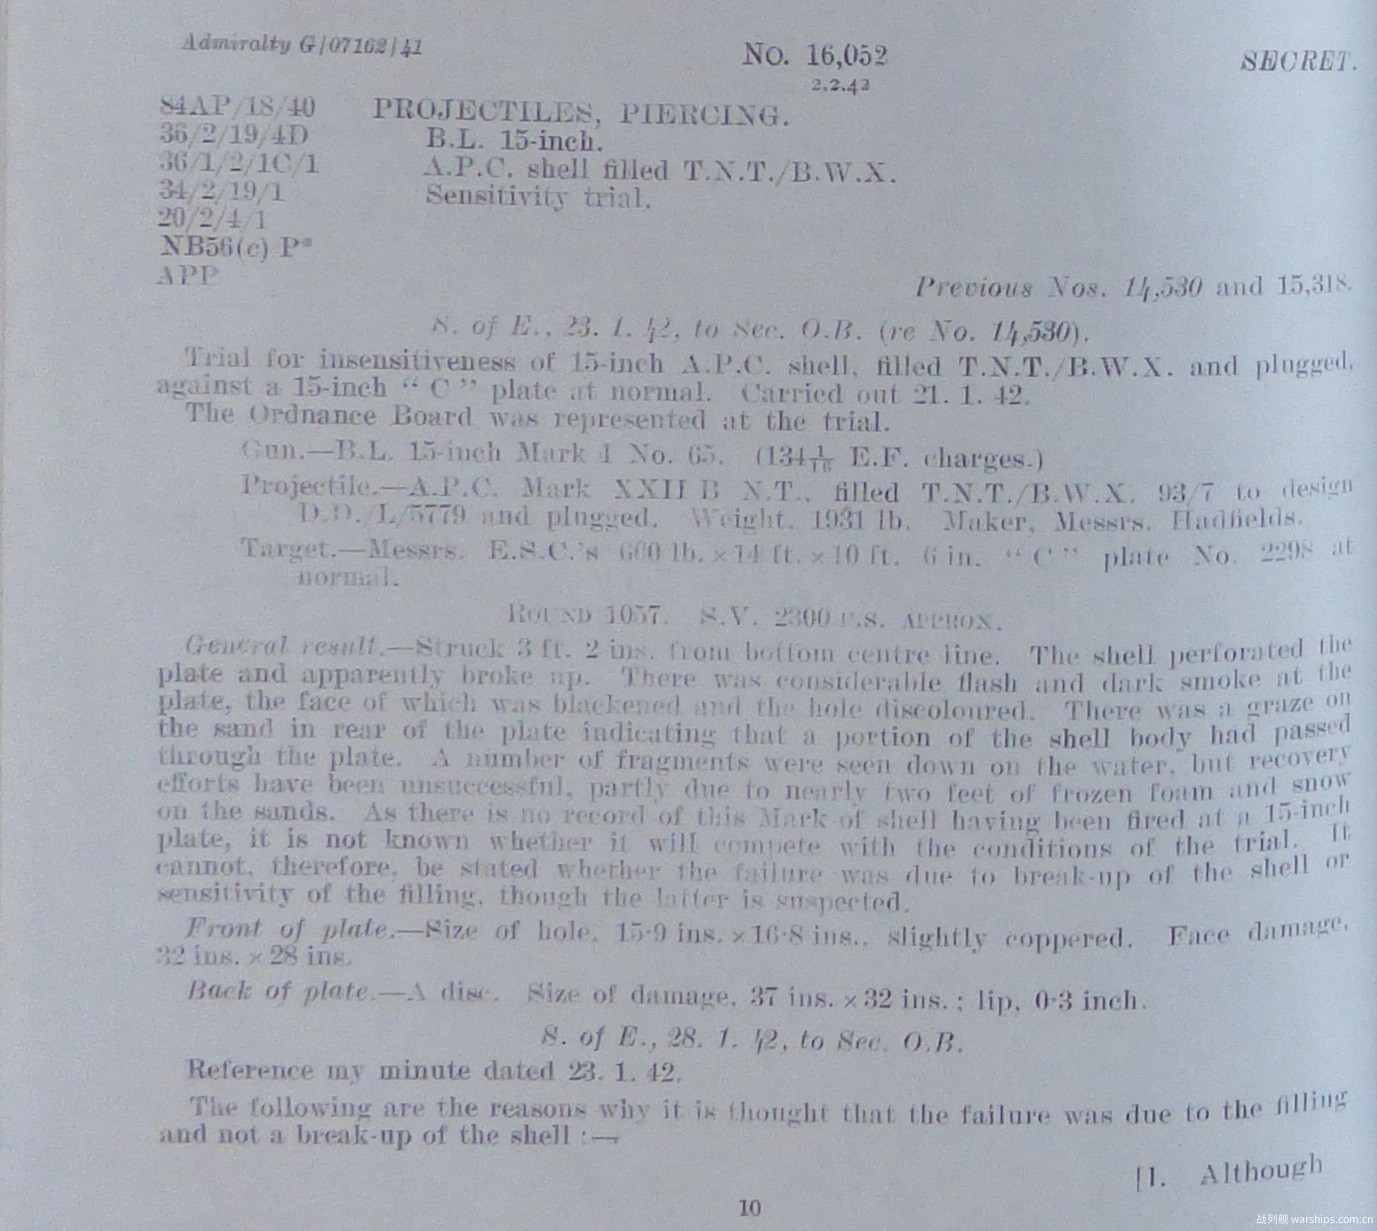 Admiralty G/07162/41
No. 16,052
SECRET.
2.2.42
84AP/18/40
PROJECTILES, PIERCING.
36/2/19/4D
B.L. 15-inch.
36/1/2/1C/1
A.P.C. shell filled T.N.T./B.W.X.
34/2/19/1
Sensitivity trial.
20/2/4/1
NB56(c) P*
APP
Previous Nos. 14,530 and 15,318.
S. of E., 23. 1. 42, to Sec. O.B. (re No. 14,530).
Trial for insensitiveness of 15-inch A.P.C. shell, filled T.N.T./B.W.X. and plugged,
against a 15-inch “ C ” plate at normal. Carried out 21. 1. 42.
The Ordnance Board was represented at the trial.
Gun.—B.L. 15-inch Mark I No. 65. (134 1/16 E.F. charges.)
Projectile.—A.P.C. Mark XXII B N.T., filled T.N.T./B.W.X. 93/7 to design
D.D./L/5779 and plugged. Weight, 1931 lb. Maker, Messrs. Hadfields.
Target.—Messrs. E.S.C.'s 600 lb. × 14 ft. × 10 ft. 6 in. “ C ” plate No. 2298 at
normal.
Round 1057. S.V. 2300 F.S. approx.
General result.—Struck 3 ft. 2 ins. from bottom centre line. The shell perforated the
plate and apparently broke up. There was considerable flash and dark smoke at the
plate, the face of which was blackened and the hole discoloured. There was a graze on
the sand in rear of the plate indicating that a portion of the shell body had passed
through the plate. A number of fragments were seen down on the water, but recovery
efforts have been unsuccessful, partly due to nearly two feet of frozen foam and snow
on the sands. As there is no record of this Mark of shell having been fired at a 15-inch
plate, it is not known whether it will compete with the conditions of the trial. It
cannot, therefore, be stated whether the failure was due to break-up of the shell or
sensitivity of the filling, though the latter is suspected.
Front of plate.—Size of hole, 15·9 ins. × 16·8 ins., slightly coppered. Face damage,
32 ins. × 28 ins.
Back of plate.—A disc. Size of damage, 37 ins. × 32 ins. ; lip, 0·3 inch.
S. of E., 28. 1. 42, to Sec. O.B.
Reference my minute dated 23. 1. 42.
The following are the reasons why it is thought that the failure was due to the filling
and not a break-up of the shell :—
[1. Although
10
战列舰 warships.com.cn